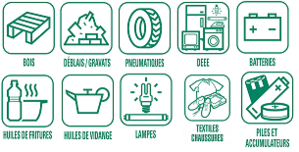 BOIS
DÉBLAIS / GRAVATS
PNEUMATIQUES
DEEE
BATTERIES
HUILES DE FRITURES
HUILES DE VIDANGE
LAMPES
TEXTILES
CHAUSSURES
PILES ET
ACCUMULATEURS